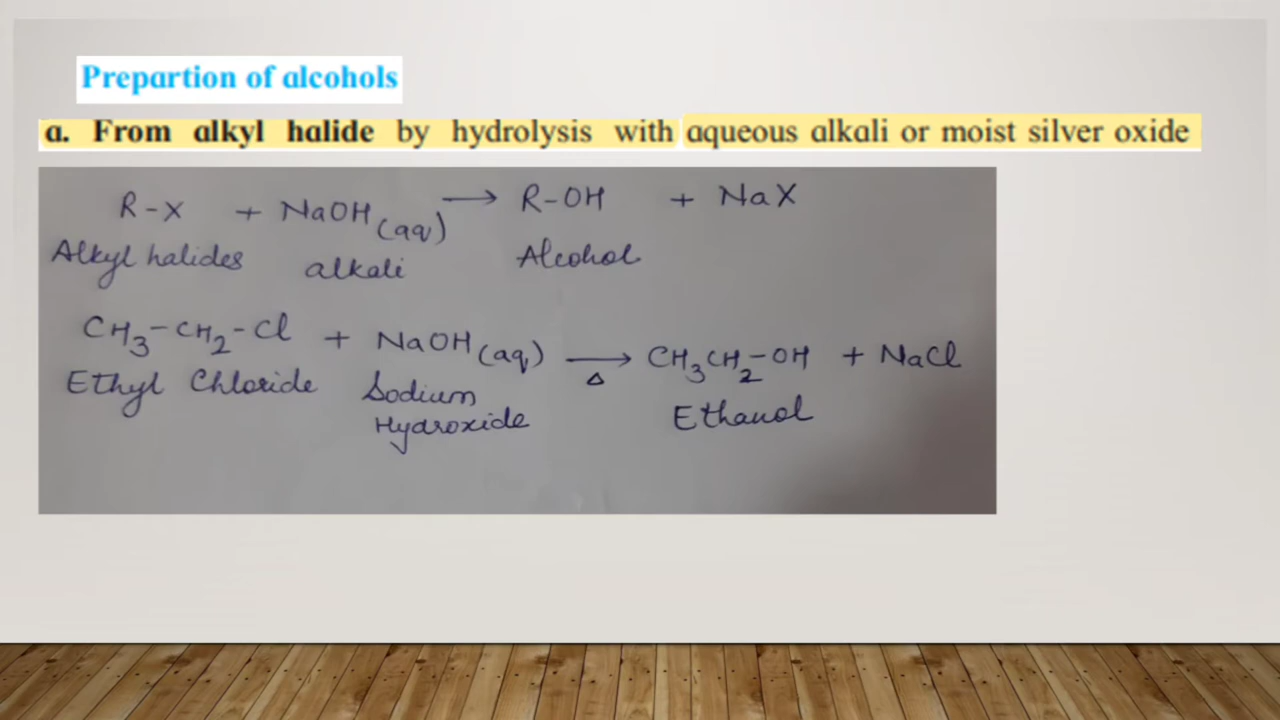 Prepartion of alcohols
a. From alkyl halide by hydrolysis with aqueous alkali or moist silver oxide
R-X + NaOH(aq) ⟶ R-OH + NaX
Alkyl halides alkali Alcohol
CH₃-CH₂-Cl + NaOH(aq) ⟶ CH₃CH₂-OH + NaCl
Δ
Ethyl Chloride Sodium Ethanol
Hydroxide